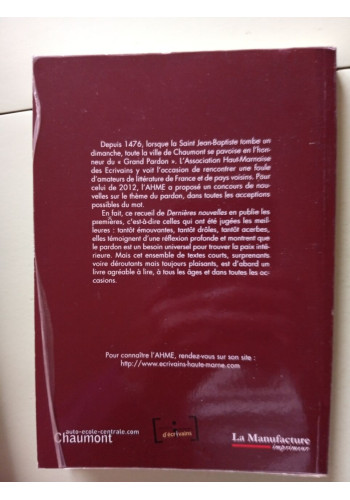 Depuis 1476, lorsque la Saint Jean-Baptiste tombe un
dimanche, toute la ville de Chaumont se pavoise en l'hon-
neur du « Grand Pardon ». L'Association Haut-Marnaise
des Ecrivains y voit l'occasion de rencontrer une foule
d'amateurs de littérature de France et de pays voisins. Pour
celui de 2012, l'AHME a proposé un concours de nou-
velles sur le thème du pardon, dans toutes les acceptions
possibles du mot.
En fait, ce recueil de Dernières nouvelles en publie les
premières, c'est-à-dire celles qui ont été jugées les meil-
leures : tantôt émouvantes, tantôt drôles, tantôt acerbes,
elles témoignent d'une réflexion profonde et montrent que
le pardon est un besoin universel pour trouver la paix inté-
rieure. Mais cet ensemble de textes courts, surprenants
voire déroutants mais toujours plaisants, est d'abord un
livre agréable à lire, à tous les âges et dans toutes les oc-
casions.
Pour connaître l'AHME, rendez-vous sur son site :
http://www.ecrivains-haute-marne.com
auto-ecole-centrale.com
Chaumont
d'écrivains
La Manufacture
imprimeur